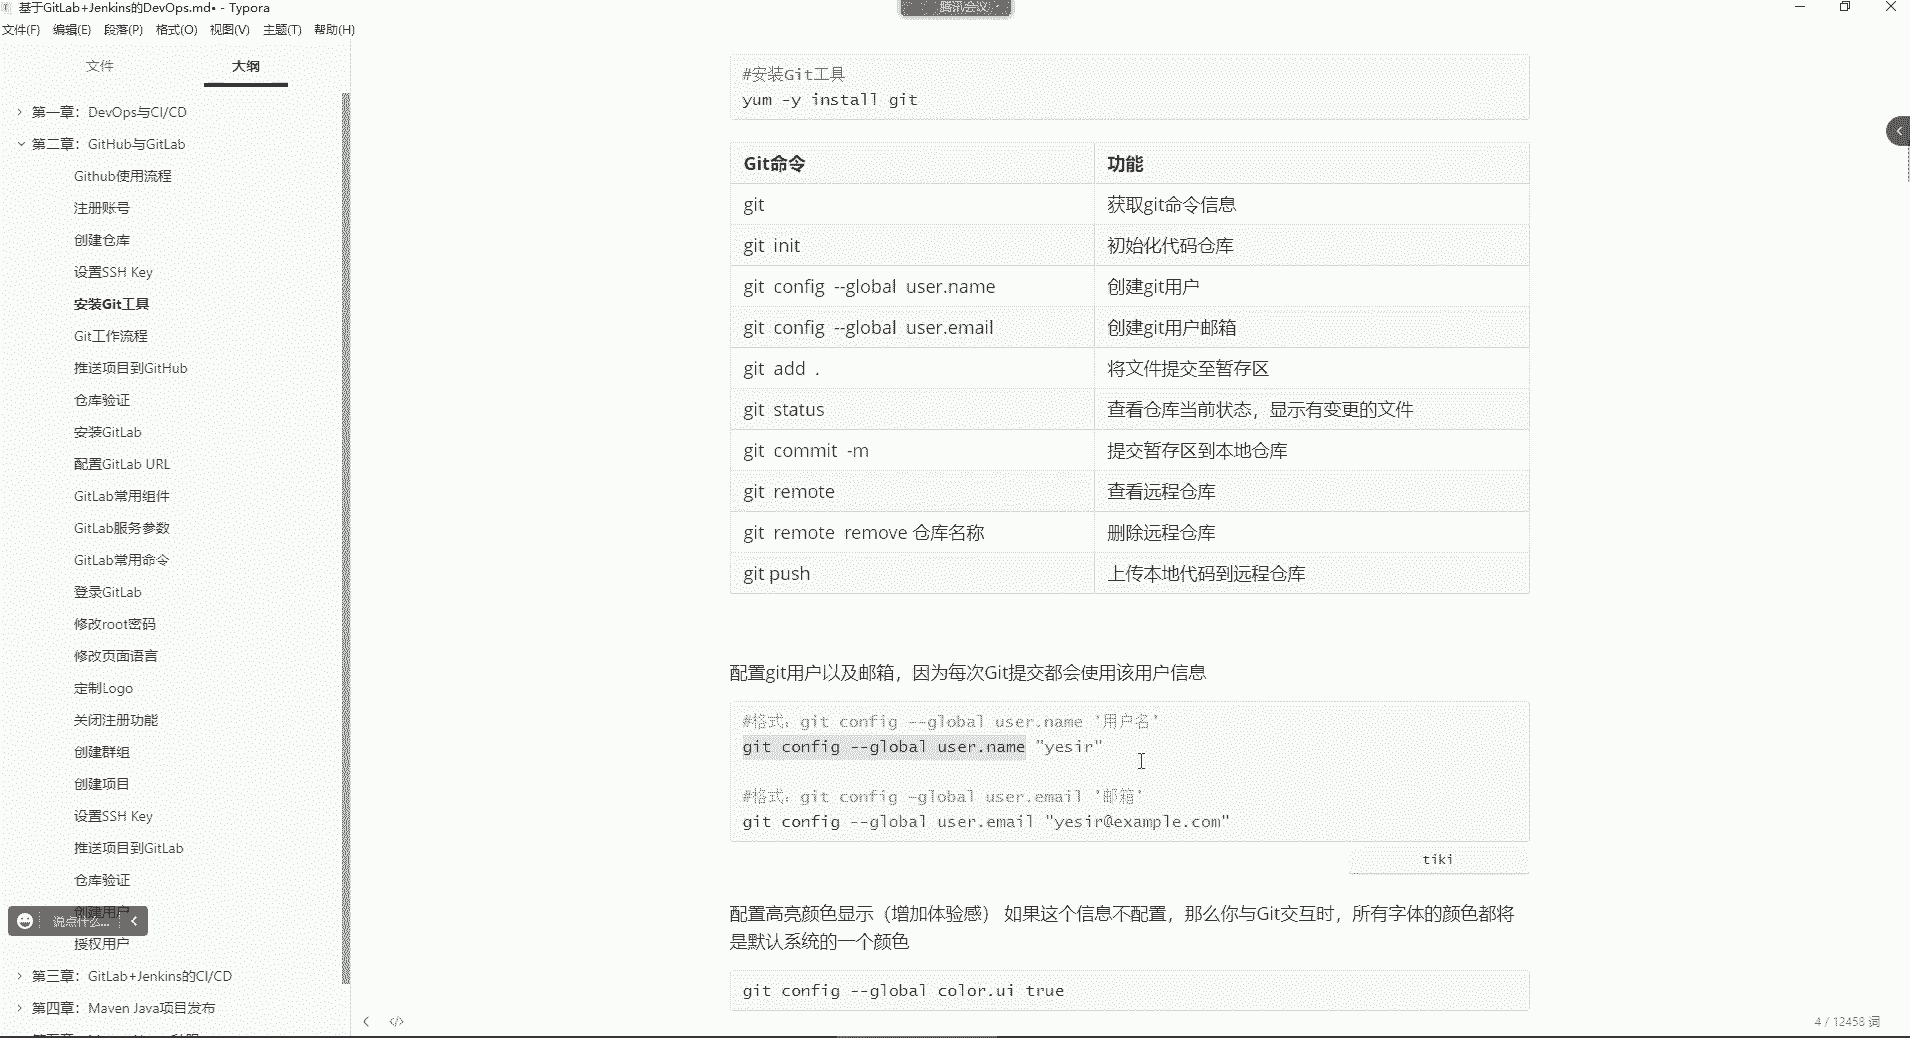 基于GitLab+Jenkins的DevOps.md• - Typora
腾讯会议
文件(F) 编辑(E) 段落(P) 格式(O) 视图(V) 主题(T) 帮助(H)
文件 大纲
第一章：DevOps与CI/CD
第二章：GitHub与GitLab
Github使用流程
注册账号
创建仓库
设置SSH Key
安装Git工具
Git工作流程
推送项目到GitHub
仓库验证
安装GitLab
配置GitLab URL
GitLab常用组件
GitLab服务参数
GitLab常用命令
登录GitLab
修改root密码
修改页面语言
定制Logo
关闭注册功能
创建群组
创建项目
设置SSH Key
推送项目到GitLab
仓库验证
创建用户
说点什么...
授权用户
第三章：GitLab+Jenkins的CI/CD
第四章：Maven Java项目发布
#安装Git工具
yum -y install git
Git命令 功能
git 获取git命令信息
git init 初始化代码仓库
git config --global user.name 创建git用户
git config --global user.email 创建git用户邮箱
git add . 将文件提交至暂存区
git status 查看仓库当前状态，显示有变更的文件
git commit -m 提交暂存区到本地仓库
git remote 查看远程仓库
git remote remove 仓库名称 删除远程仓库
git push 上传本地代码到远程仓库
配置git用户以及邮箱，因为每次Git提交都会使用该用户信息
#格式：git config --global user.name '用户名'
git config --global user.name "yesir"
#格式：git config -global user.email '邮箱'
git config --global user.email "yesir@example.com"
tiki
配置高亮颜色显示（增加体验感） 如果这个信息不配置，那么你与Git交互时，所有字体的颜色都将
是默认系统的一个颜色
git config --global color.ui true
4 / 12458 词